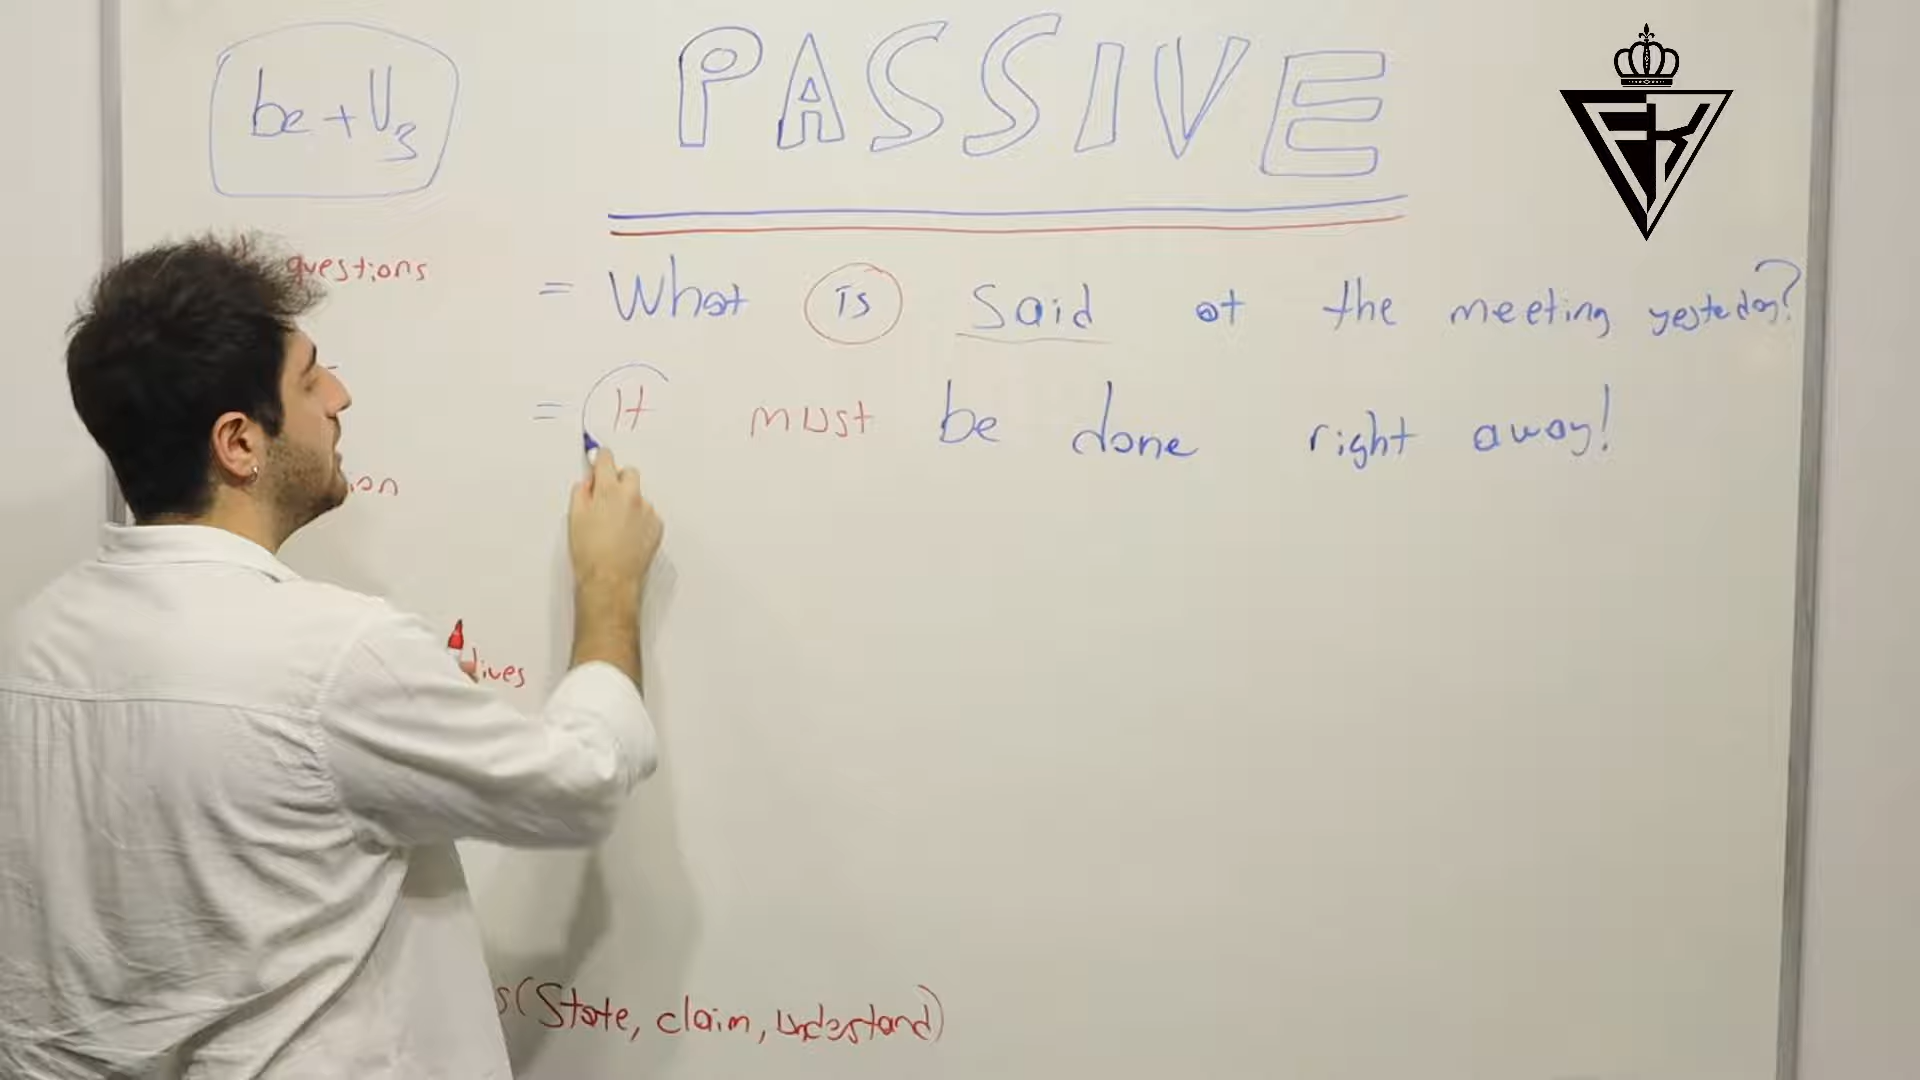 be + V3
PASSIVE
questions
= What is Said at the meeting yesterday?
= It must be done right away!
(State, claim, understand)